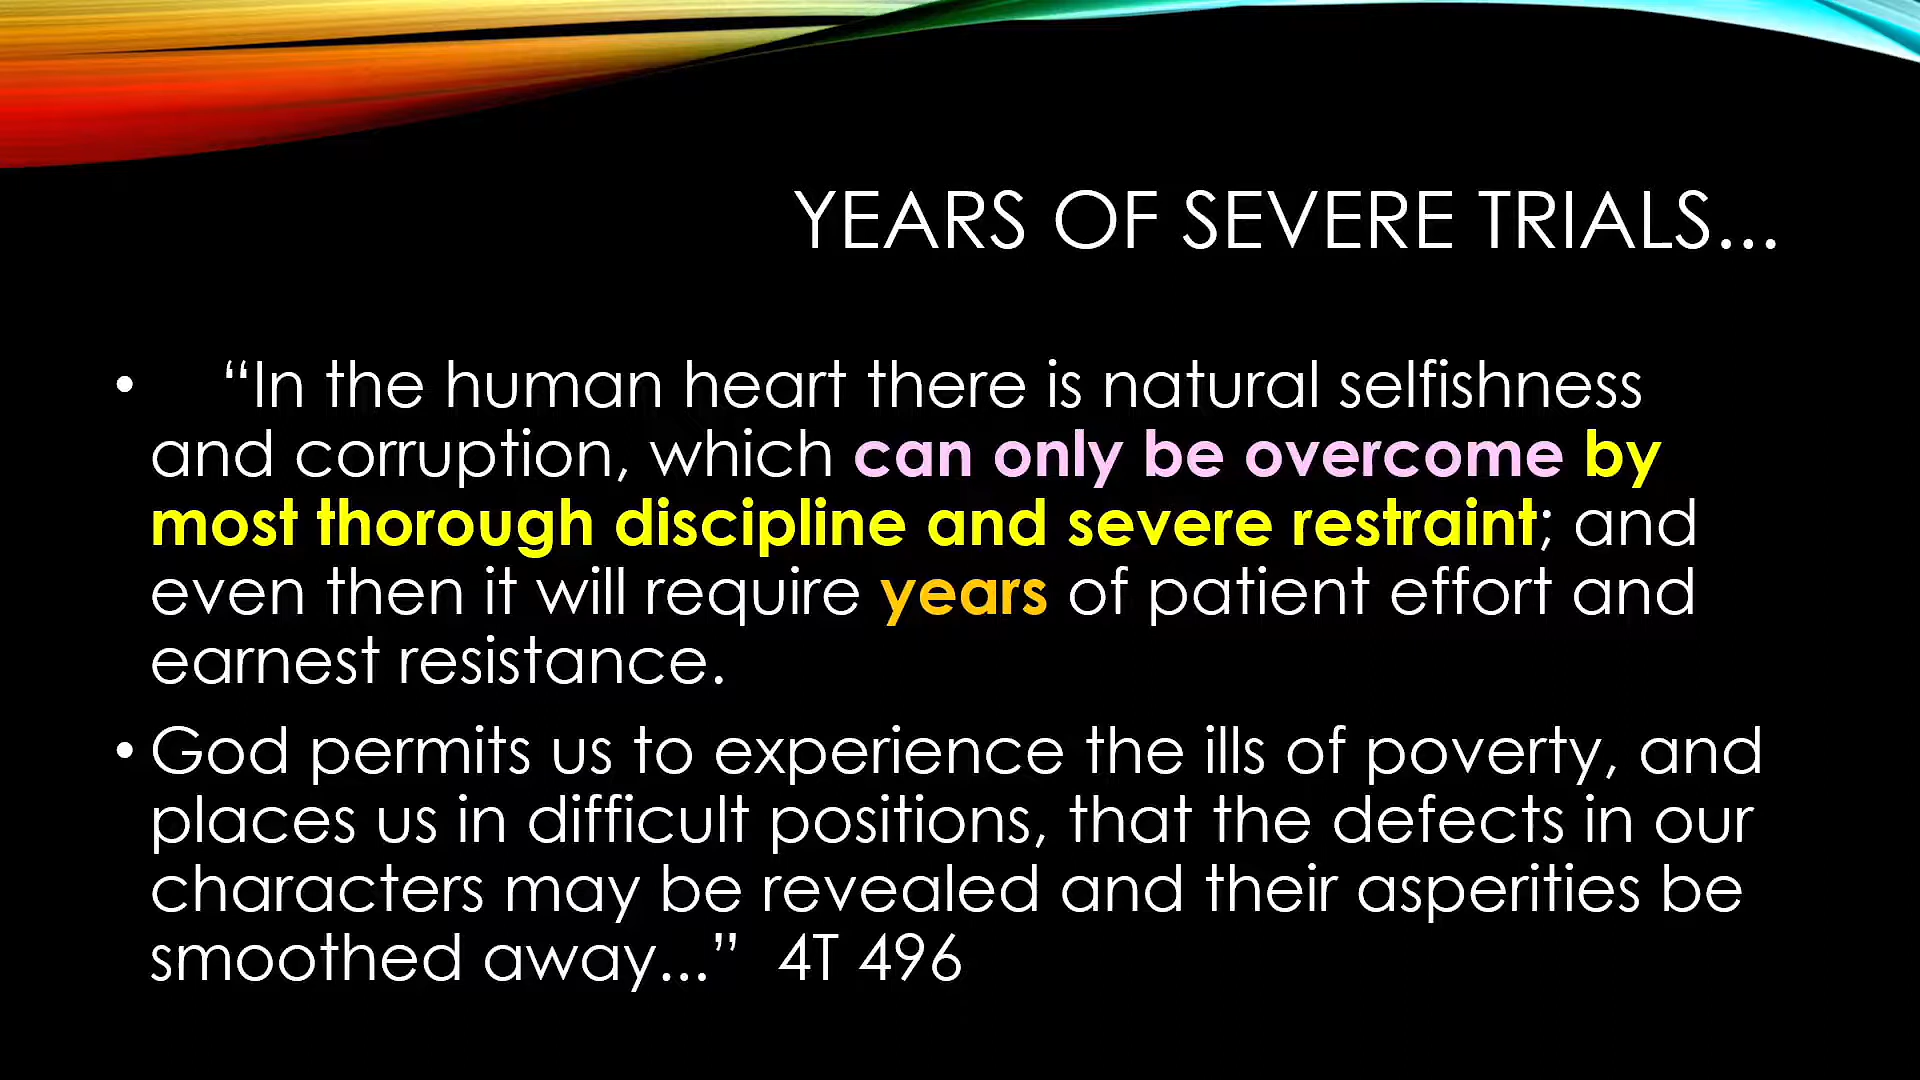 YEARS OF SEVERE TRIALS...
• “In the human heart there is natural selfishness
and corruption, which can only be overcome by
most thorough discipline and severe restraint; and
even then it will require years of patient effort and
earnest resistance.
• God permits us to experience the ills of poverty, and
places us in difficult positions, that the defects in our
characters may be revealed and their asperities be
smoothed away...” 4T 496